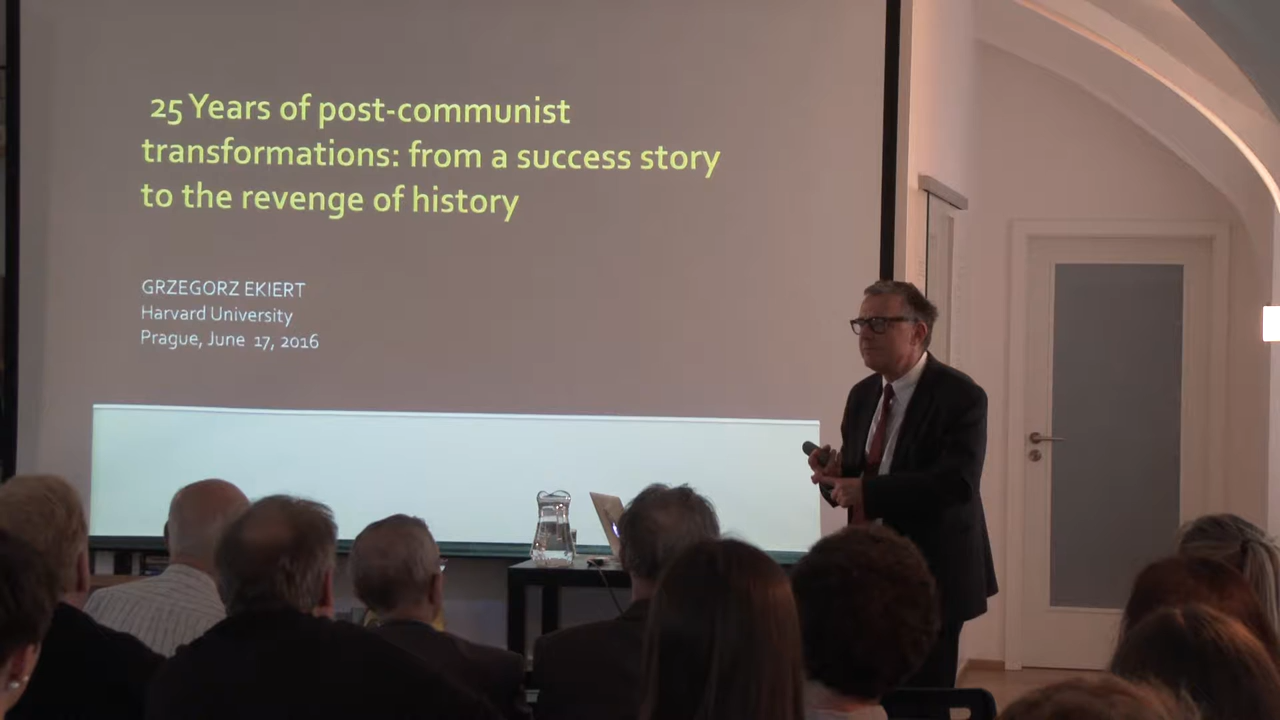 25 Years of post-communist
transformations: from a success story
to the revenge of history
GRZEGORZ EKIERT
Harvard University
Prague, June 17, 2016